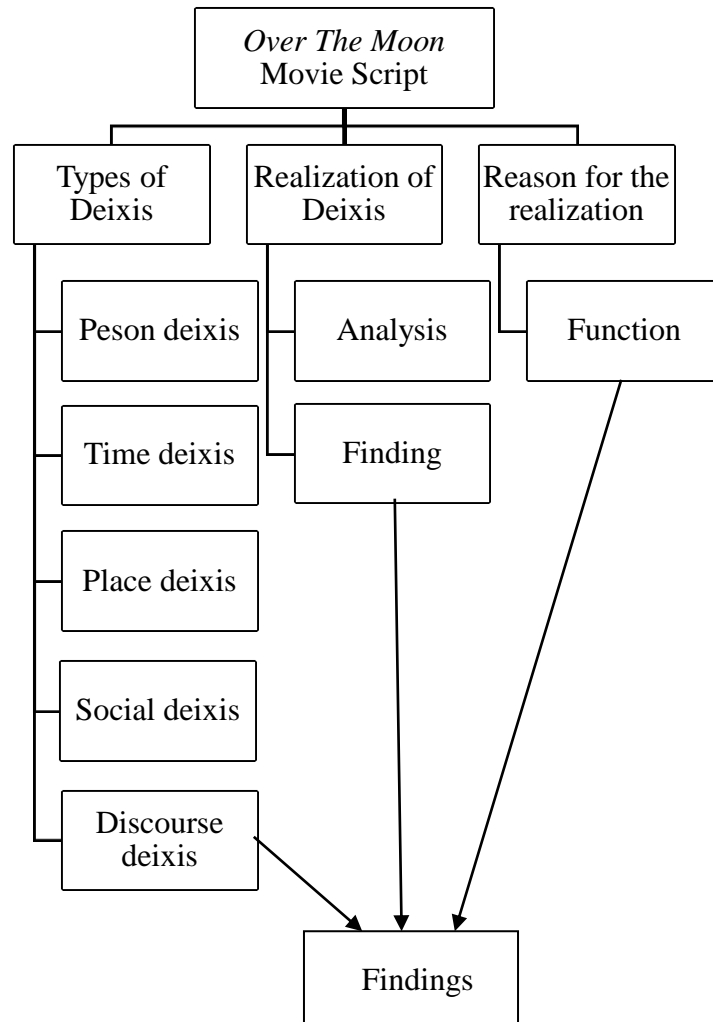 Over The Moon
Movie Script
Types of
Deixis
Realization of
Deixis
Reason for the
realization
Peson deixis
Time deixis
Place deixis
Social deixis
Discourse
deixis
Analysis
Finding
Function
Findings